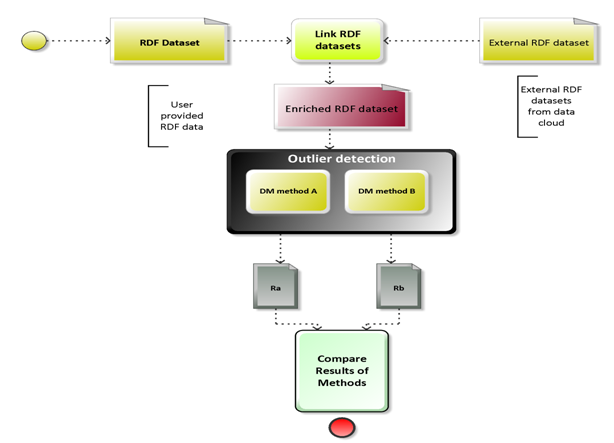 RDF Dataset
Link RDF
datasets
External RDF dataset
User
provided
RDF data
Enriched RDF dataset
External RDF
datasets
from data
cloud
Outlier detection
DM method A
DM method B
Ra
Rb
Compare
Results of
Methods